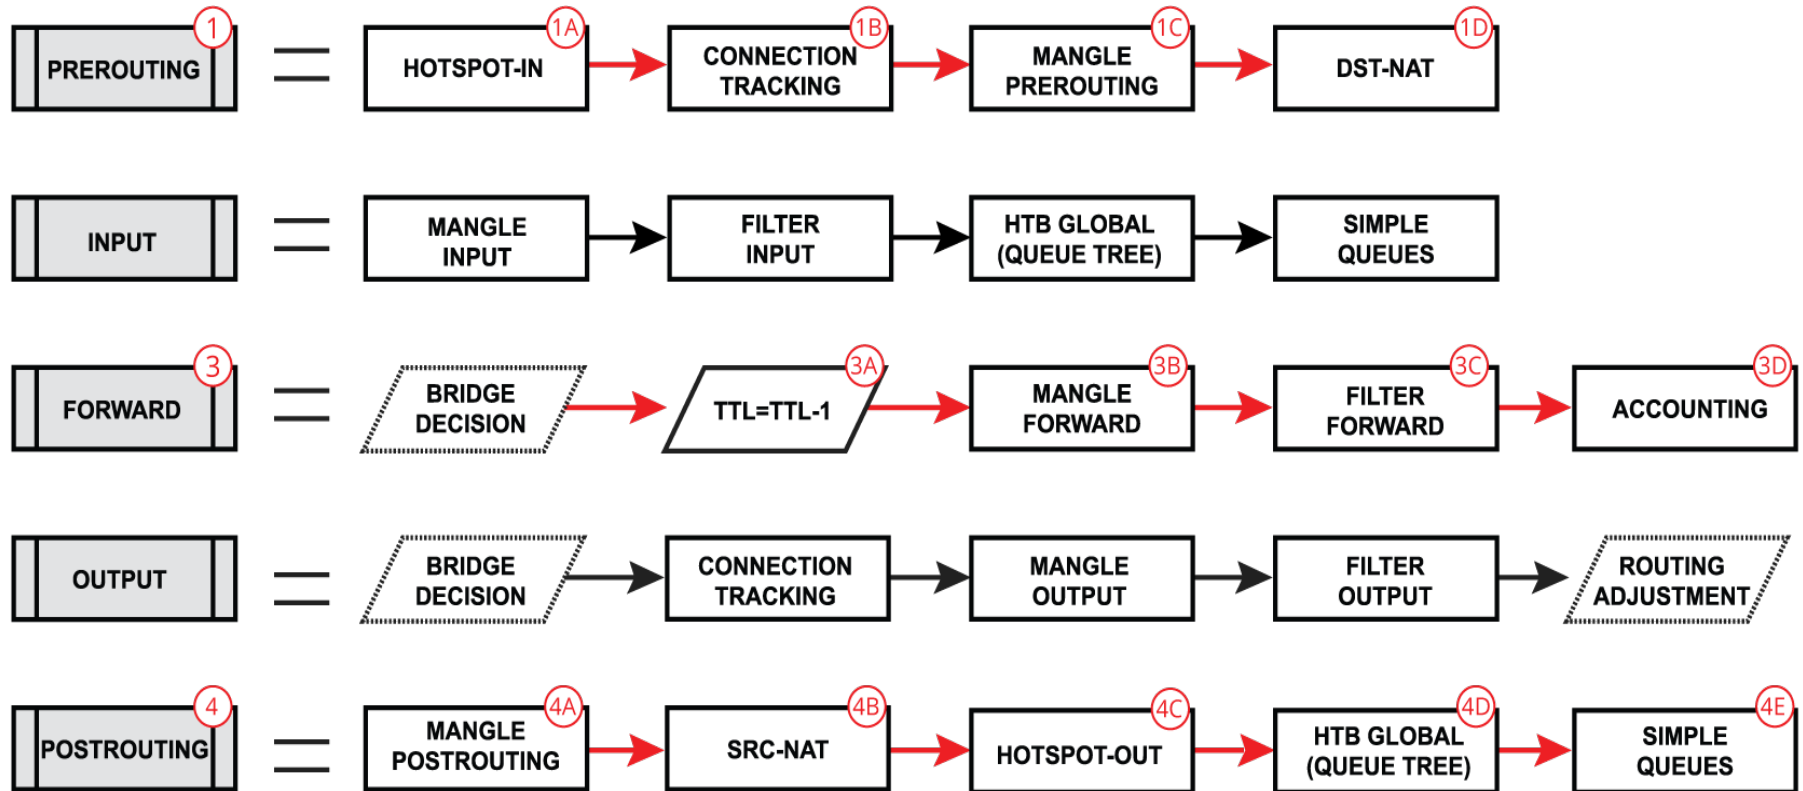 1
PREROUTING
1A
HOTSPOT-IN
1B
CONNECTION
TRACKING
1C
MANGLE
PREROUTING
1D
DST-NAT
INPUT
MANGLE
INPUT
FILTER
INPUT
HTB GLOBAL
(QUEUE TREE)
SIMPLE
QUEUES
3
FORWARD
BRIDGE
DECISION
3A
TTL=TTL-1
3B
MANGLE
FORWARD
3C
FILTER
FORWARD
3D
ACCOUNTING
OUTPUT
BRIDGE
DECISION
CONNECTION
TRACKING
MANGLE
OUTPUT
FILTER
OUTPUT
ROUTING
ADJUSTMENT
4
POSTROUTING
4A
MANGLE
POSTROUTING
4B
SRC-NAT
4C
HOTSPOT-OUT
4D
HTB GLOBAL
(QUEUE TREE)
4E
SIMPLE
QUEUES